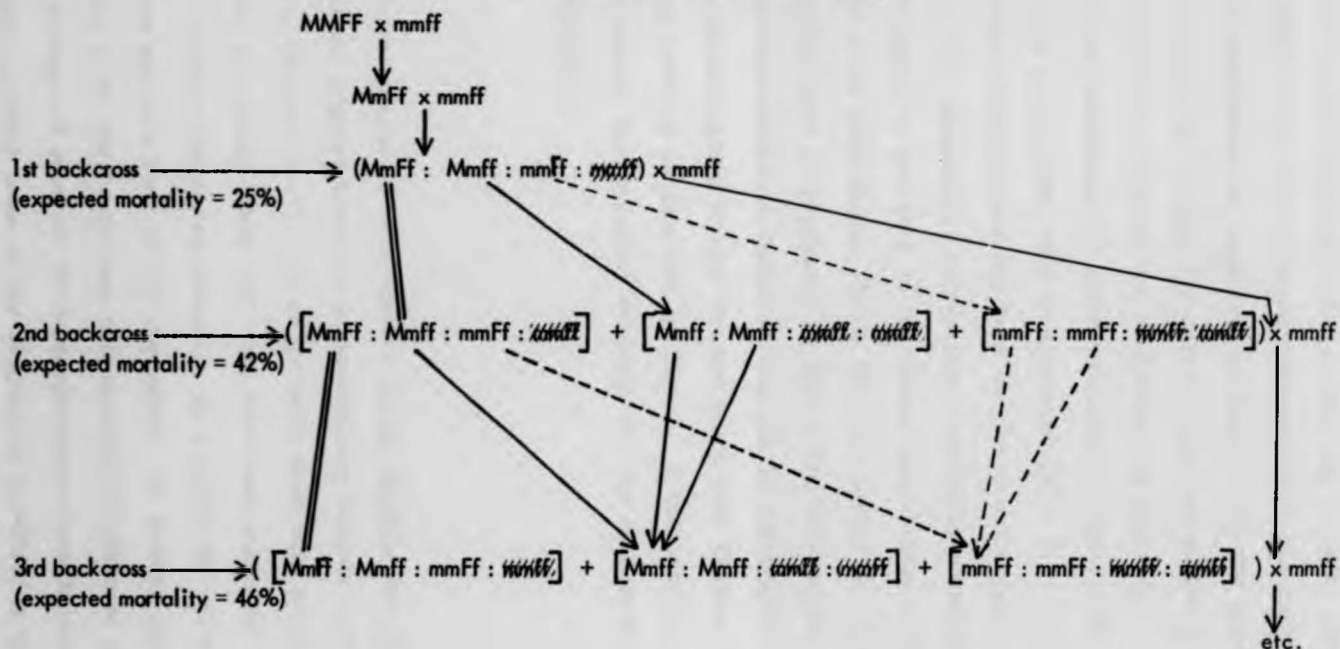 MMFF x mmff
MmFf x mmff
1st backcross (MmFf : Mmff : mmFf : mmff) x mmff
(expected mortality = 25%)
2nd backcross ([MmFf : Mmff : mmFf : mmff] + [Mmff : Mmff : mmff : mmff] + [mmFf : mmFf : mmff : mmff]) x mmff
(expected mortality = 42%)
3rd backcross ([MmFf : Mmff : mmFf : mmff] + [Mmff : Mmff : mmff : mmff] + [mmFf : mmFf : mmff : mmff] ) x mmff
(expected mortality = 46%)
etc.